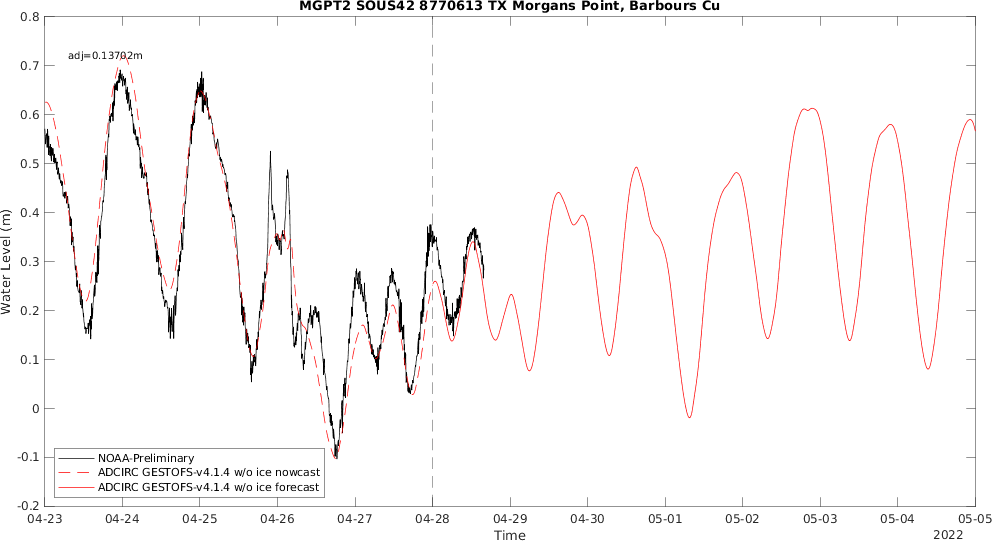 MGPT2 SOUS42 8770613 TX Morgans Point, Barbours Cu
adj=0.13702m
Water Level (m)
0.8
0.7
0.6
0.5
0.4
0.3
0.2
0.1
0
-0.1
-0.2
NOAA-Preliminary
ADCIRC GESTOFS-v4.1.4 w/o ice nowcast
ADCIRC GESTOFS-v4.1.4 w/o ice forecast
04-23 04-24 04-25 04-26 04-27 04-28 04-29 04-30 05-01 05-02 05-03 05-04 05-05
Time
2022